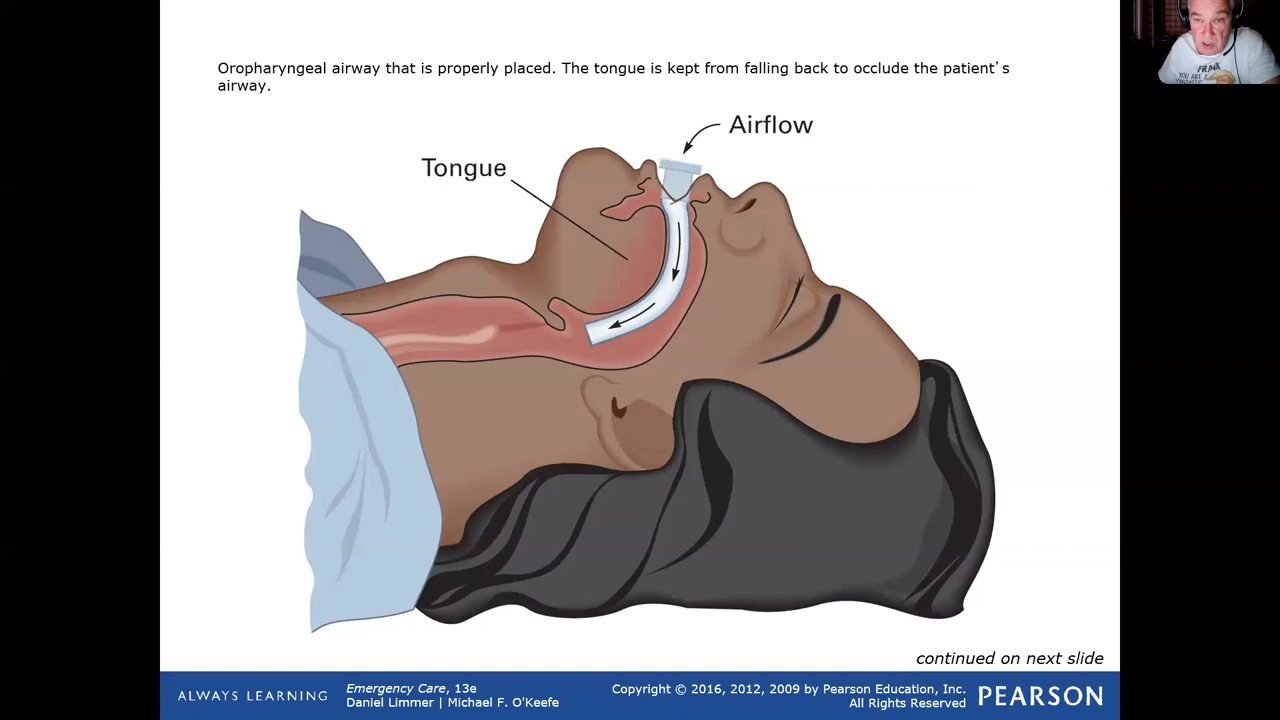 Oropharyngeal airway that is properly placed. The tongue is kept from falling back to occlude the patient’s
airway.
Airflow
Tongue
continued on next slide
ALWAYS LEARNING
Emergency Care, 13e
Daniel Limmer | Michael F. O'Keefe
Copyright © 2016, 2012, 2009 by Pearson Education, Inc.
All Rights Reserved
PEARSON
YOU ARE A